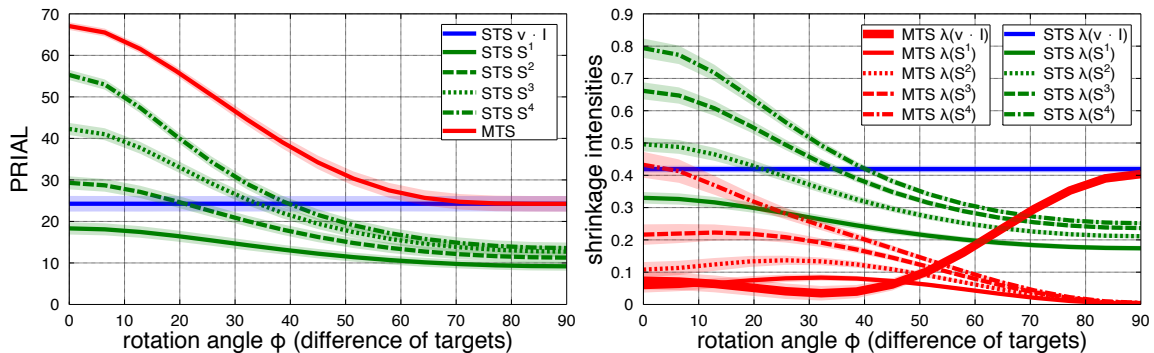 PRIAL
70
60
50
40
30
20
10
0
0 10 20 30 40 50 60 70 80 90
rotation angle ϕ (difference of targets)
STS v · I
STS S¹
STS S²
STS S³
STS S⁴
MTS
shrinkage intensities
0.9
0.8
0.7
0.6
0.5
0.4
0.3
0.2
0.1
0
0 10 20 30 40 50 60 70 80 90
rotation angle ϕ (difference of targets)
MTS λ(v · I)
MTS λ(S¹)
MTS λ(S²)
MTS λ(S³)
MTS λ(S⁴)
STS λ(v · I)
STS λ(S¹)
STS λ(S²)
STS λ(S³)
STS λ(S⁴)